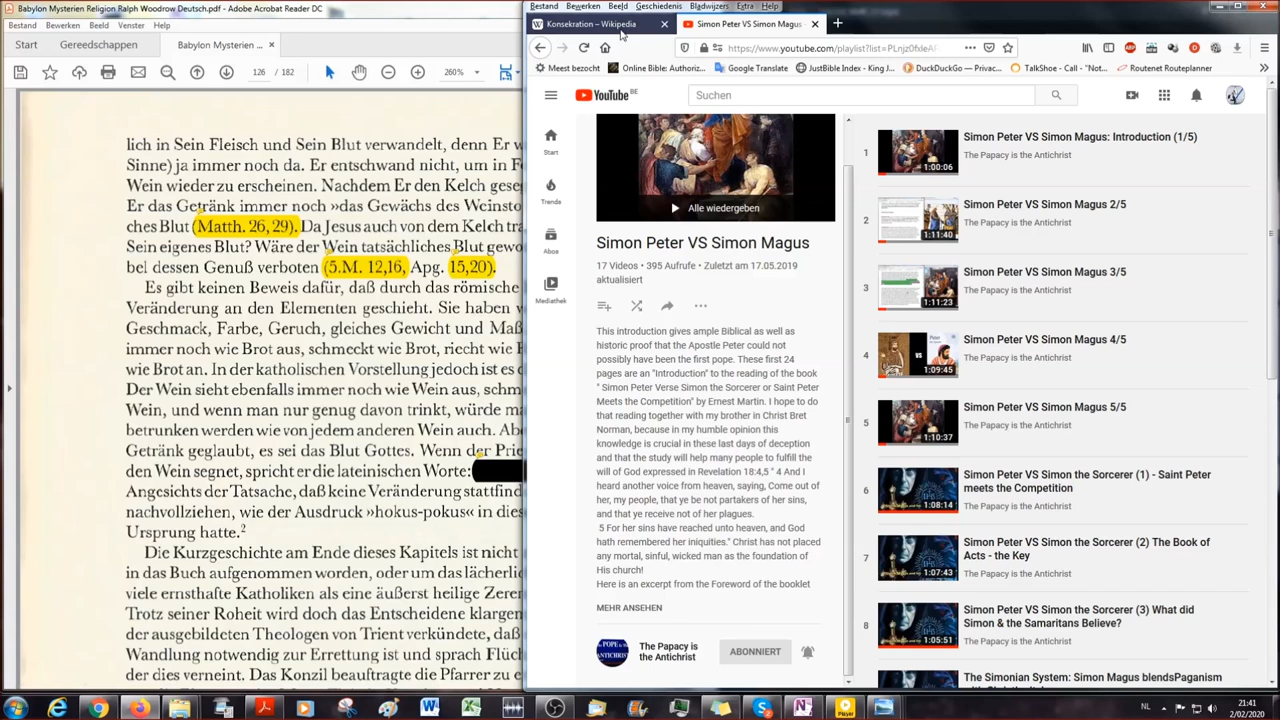 Babylon Mysterien Religion Ralph Woodrow Deutsch.pdf - Adobe Acrobat Reader DC
Bestand Bewerken Beeld Venster Help
Start Gereedschappen Babylon Mysterien ... ×
126 / 182 260%
lich in Sein Fleisch und Sein Blut verwandelt, denn Er w
Sinne) ja immer noch da. Er entschwand nicht, um in Fo
Wein wieder zu erscheinen. Nachdem Er den Kelch gese
Er das Getränk immer noch »das Gewächs des Weinsto
ches Blut (Matth. 26, 29). Da Jesus auch von dem Kelch tra
Sein eigenes Blut? Wäre der Wein tatsächliches Blut gewo
bei dessen Genuß verboten (5.M. 12,16, Apg. 15,20).
Es gibt keinen Beweis dafür, daß durch das römische
Veränderung an den Elementen geschieht. Sie haben v
Geschmack, Farbe, Geruch, gleiches Gewicht und Maß
immer noch wie Brot aus, schmeckt wie Brot, riecht wie B
wie Brot an. In der katholischen Vorstellung jedoch ist es d
Der Wein sieht ebenfalls immer noch wie Wein aus, schm
Wein, und wenn man nur genug davon trinkt, würde ma
betrunken werden wie von jedem anderen Wein auch. Abe
Getränk geglaubt, es sei das Blut Gottes. Wenn der Prie
den Wein segnet, spricht er die lateinischen Worte:
Angesichts der Tatsache, daß keine Veränderung stattfind
nachvollziehen, wie der Ausdruck »hokus-pokus« in dies
Ursprung hatte.²
Die Kurzgeschichte am Ende dieses Kapitels ist nicht
in das Buch aufgenommen worden, oder um das lächerlic
viele ernsthafte Katholiken als eine äußerst heilige Zere
Trotz seiner Roheit wird doch das Entscheidene klarge
der ausgebildeten Theologen von Trient verkündete, daß
Wandlung notwendig zur Errettung ist und sprach Flüch
der dies verneint. Das Konzil beauftragte die Pfarrer zu e
Bestand Bewerken Beeld Geschiedenis Bladwijzers Extra Help
Konsekration – Wikipedia × Simon Peter VS Simon Magus × +
https://www.youtube.com/playlist?list=PLnjz0fxleAF
Meest bezocht Online Bible: Authoriz... Google Translate JustBible Index - King J... DuckDuckGo — Privac... TalkShoe - Call - "Not... Routenet Routeplanner
YouTube BE Suchen
Start
Trends
Abos
Mediathek
Alle wiedergeben
Simon Peter VS Simon Magus
17 Videos • 395 Aufrufe • Zuletzt am 17.05.2019
aktualisiert
This introduction gives ample Biblical as well as
historic proof that the Apostle Peter could not
possibly have been the first pope. These first 24
pages are an "Introduction" to the reading of the book
" Simon Peter Verse Simon the Sorcerer or Saint Peter
Meets the Competition" by Ernest Martin. I hope to do
that reading together with my brother in Christ Bret
Norman, because in my humble opinion this
knowledge is crucial in these last days of deception
and that the study will help many people to fulfill the
will of God expressed in Revelation 18:4,5 " 4 And I
heard another voice from heaven, saying, Come out of
her, my people, that ye be not partakers of her sins,
and that ye receive not of her plagues.
5 For her sins have reached unto heaven, and God
hath remembered her iniquities." Christ has not placed
any mortal, sinful, wicked man as the foundation of
His church!
Here is an excerpt from the Foreword of the booklet
MEHR ANSEHEN
The Papacy is
the Antichrist
ABONNIERT
1 1:00:06 Simon Peter VS Simon Magus: Introduction (1/5)
The Papacy is the Antichrist
2 1:11:40 Simon Peter VS Simon Magus 2/5
The Papacy is the Antichrist
3 1:11:23 Simon Peter VS Simon Magus 3/5
The Papacy is the Antichrist
4 VS 1:09:45 Simon Peter VS Simon Magus 4/5
The Papacy is the Antichrist
5 1:10:37 Simon Peter VS Simon Magus 5/5
The Papacy is the Antichrist
6 1:08:14 Simon Peter VS Simon the Sorcerer (1) - Saint Peter
meets the Competition
The Papacy is the Antichrist
7 1:07:43 Simon Peter VS Simon the Sorcerer (2) The Book of
Acts - the Key
The Papacy is the Antichrist
8 1:05:51 Simon Peter VS Simon the Sorcerer (3) What did
Simon & the Samaritans Believe?
The Papacy is the Antichrist
The Simonian System: Simon Magus blendsPaganism
NL 21:41
2/02/2020